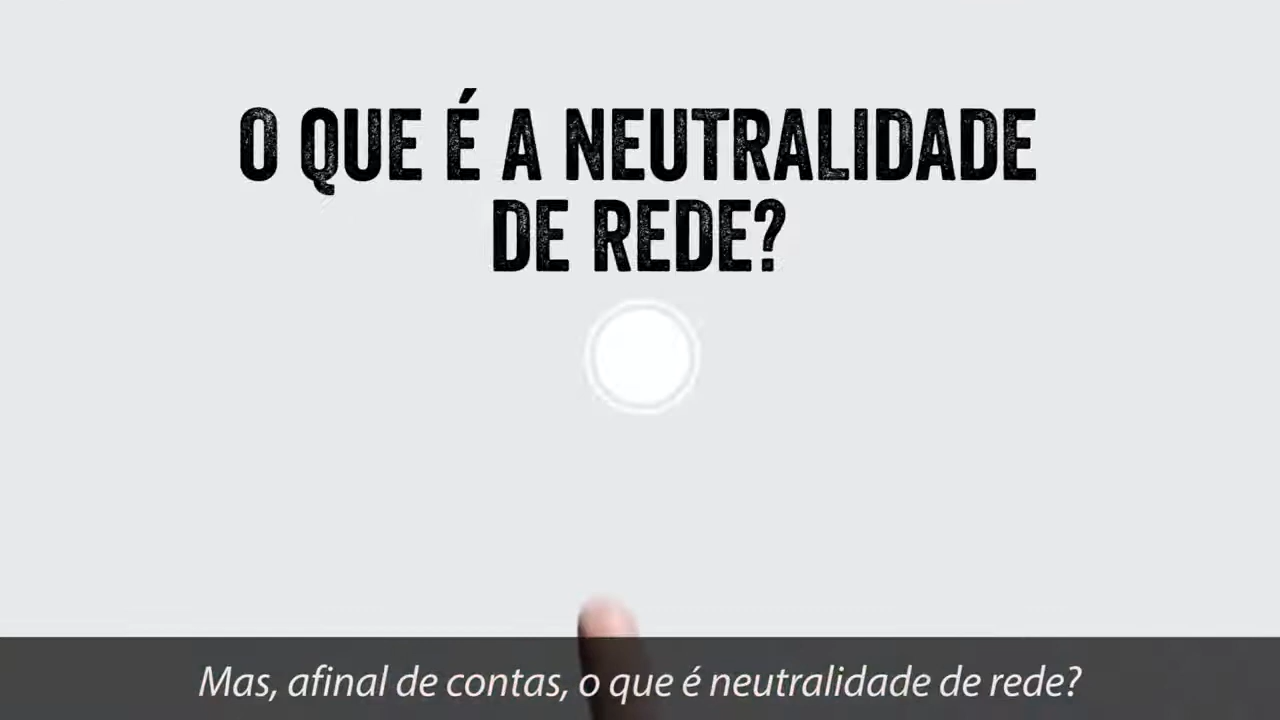 O QUE É A NEUTRALIDADE
DE REDE?
Mas, afinal de contas, o que é neutralidade de rede?